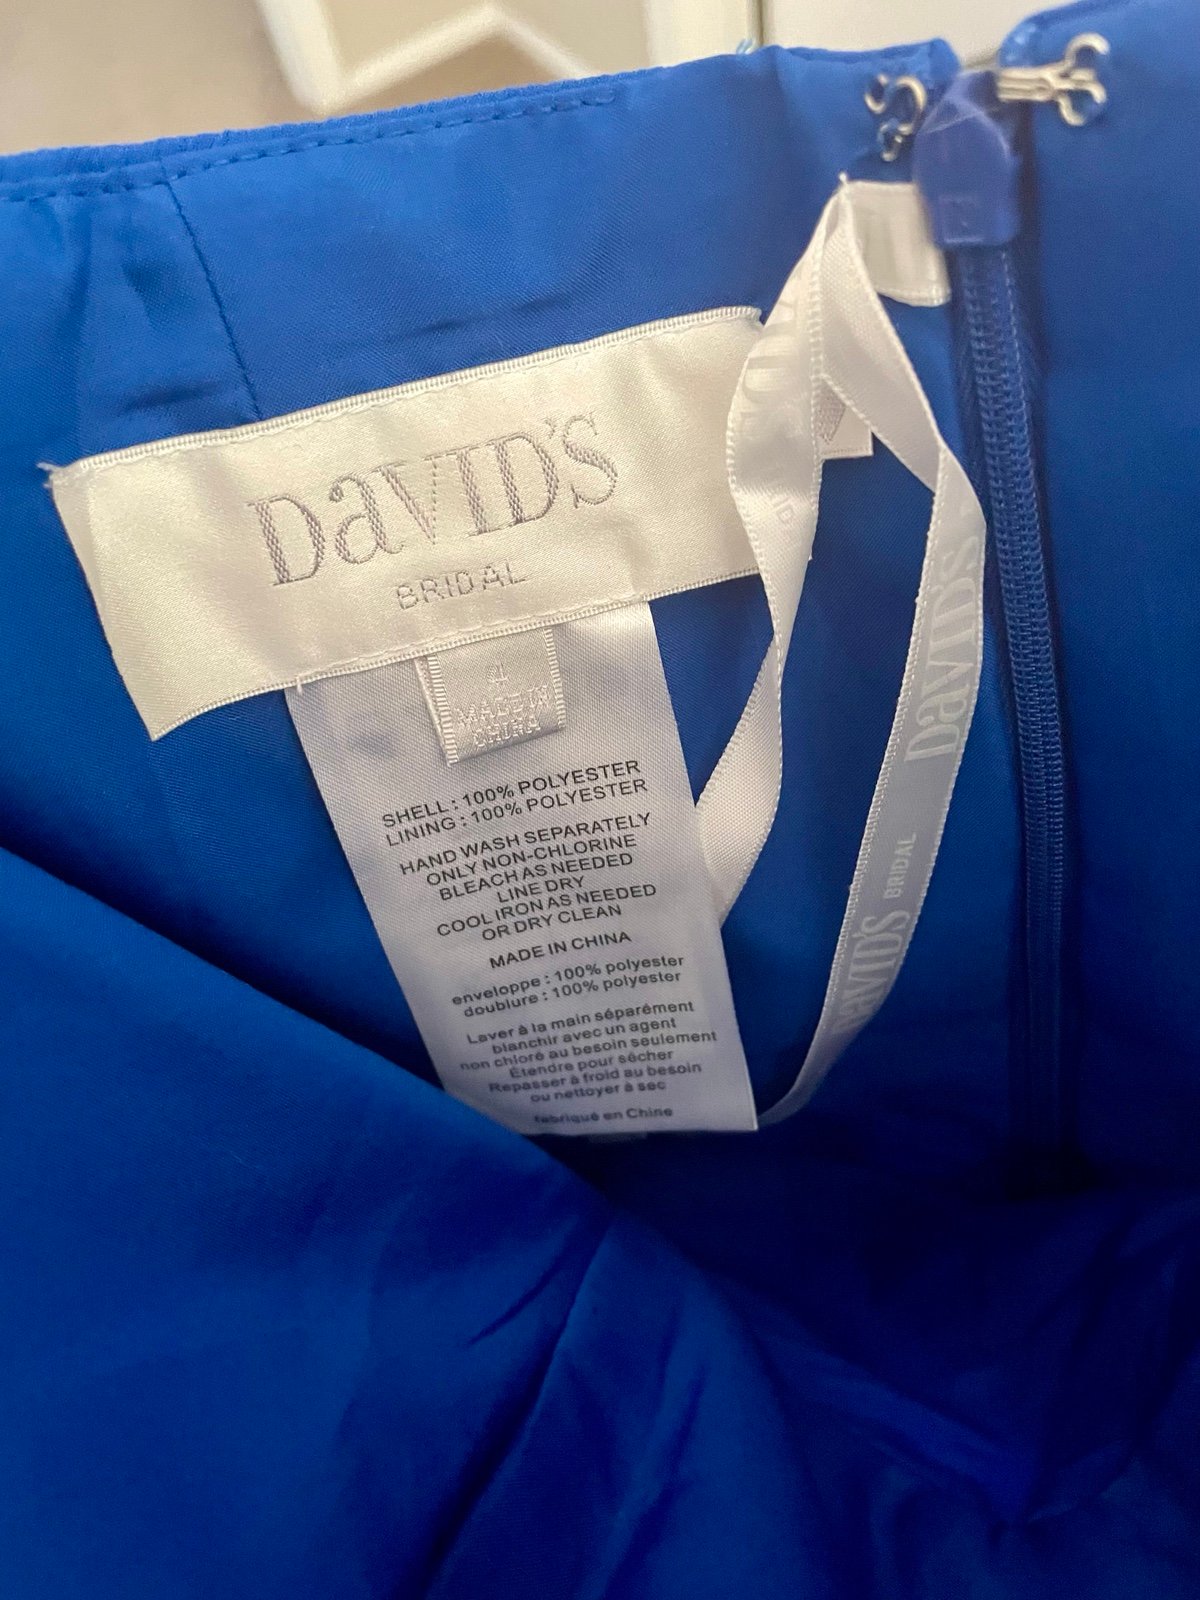 DaVID'S
BRIDAL
4
MADE IN
CHINA
SHELL : 100% POLYESTER
LINING : 100% POLYESTER
HAND WASH SEPARATELY
ONLY NON-CHLORINE
BLEACH AS NEEDED
LINE DRY
COOL IRON AS NEEDED
OR DRY CLEAN
MADE IN CHINA
enveloppe : 100% polyester
doublure : 100% polyester
Laver à la main séparément
blanchir avec un agent
non chloré au besoin seulement
Étendre pour sécher
Repasser à froid au besoin
ou nettoyer à sec
fabriqué en Chine
DaVID'S
BRIDAL
DaVID'S